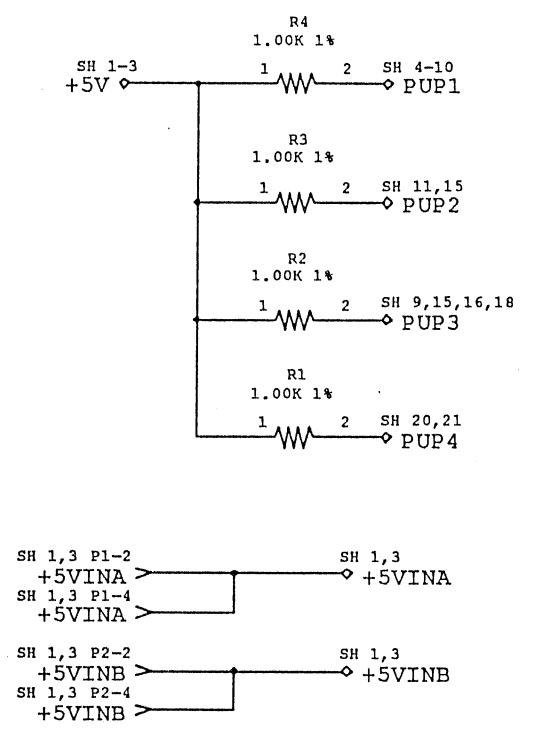 R4
1.00K 1%
SH 1-3
+5V
1
2
SH 4-10
PUP1
R3
1.00K 1%
1
2
SH 11,15
PUP2
R2
1.00K 1%
1
2
SH 9,15,16,18
PUP3
R1
1.00K 1%
1
2
SH 20,21
PUP4
SH 1,3 P1-2
+5VINA
SH 1,3 P1-4
+5VINA
SH 1,3
+5VINA
SH 1,3 P2-2
+5VINB
SH 1,3 P2-4
+5VINB
SH 1,3
+5VINB